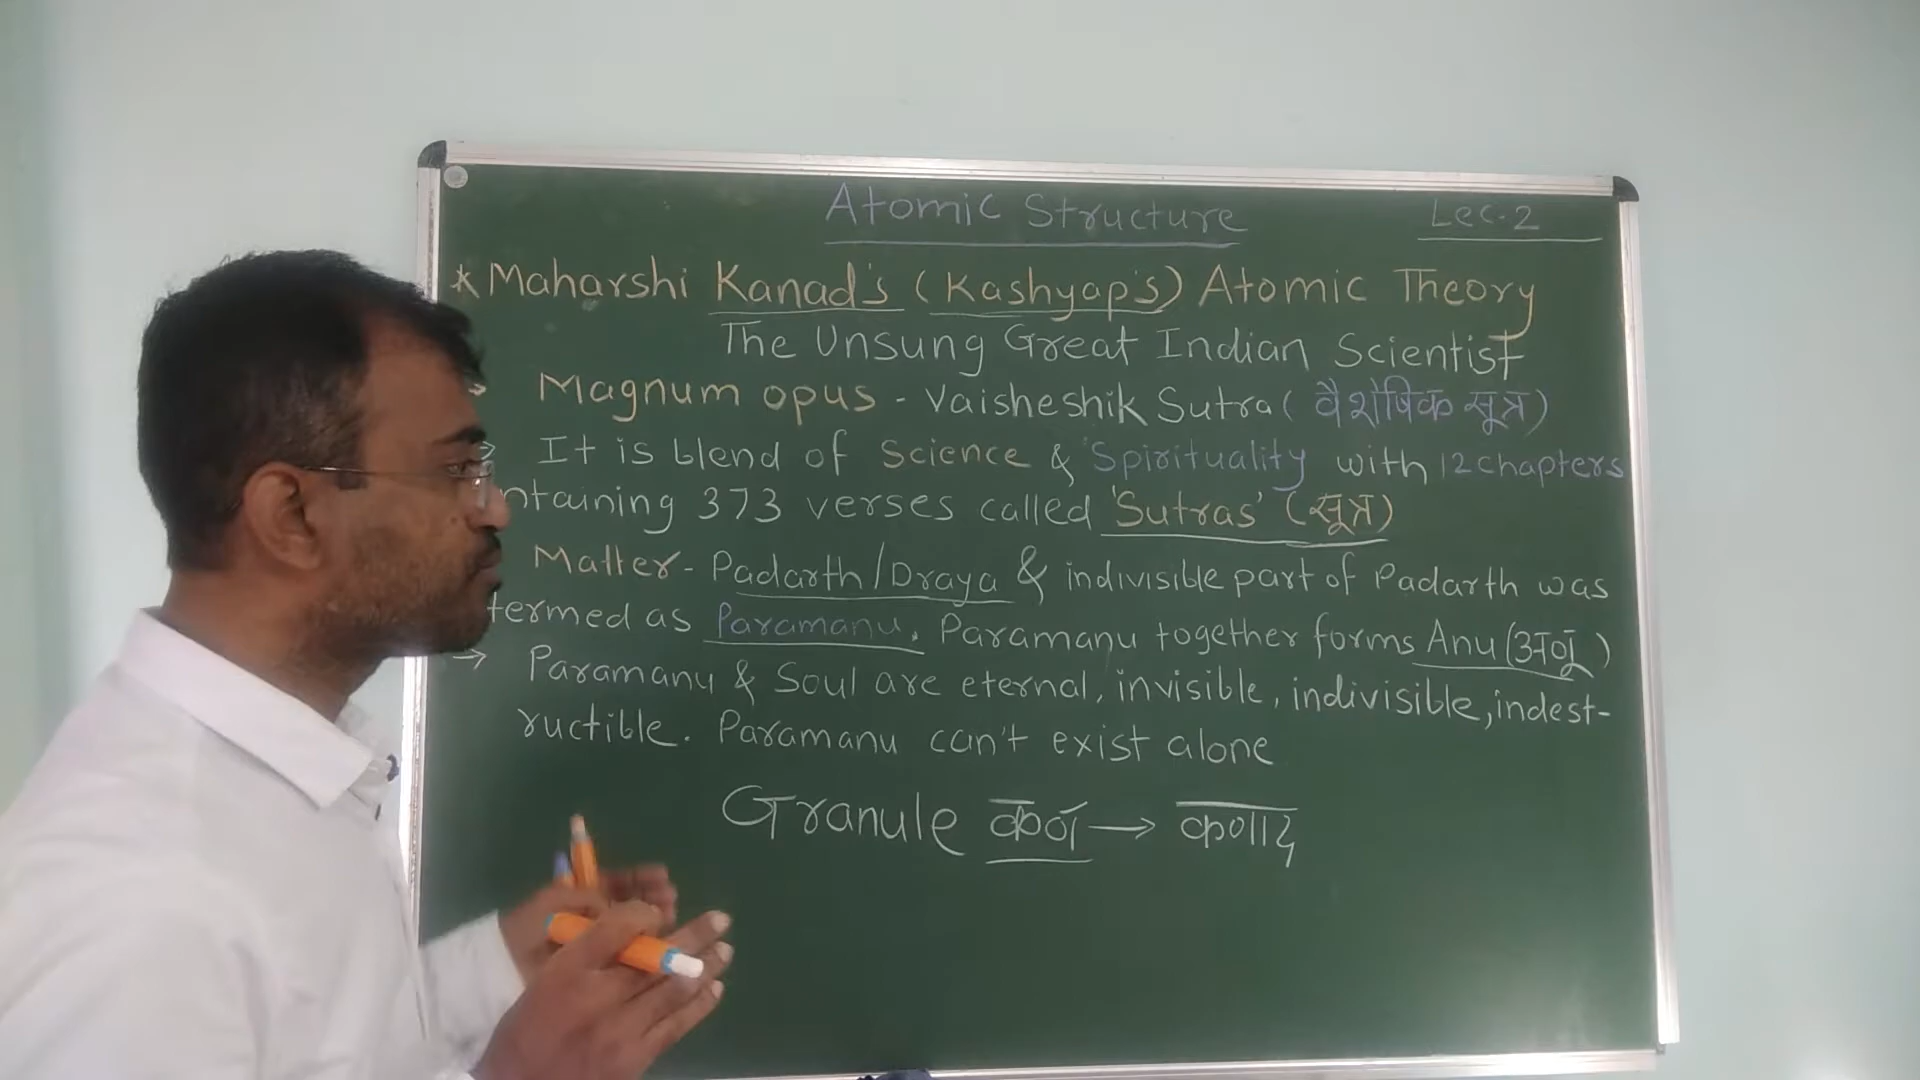 Atomic Structure Lec-2
* Maharshi Kanad's (Kashyap's) Atomic Theory
The Unsung Great Indian Scientist
Magnum opus - Vaisheshik Sutra ( वैशेषिक सूत्र )
→ It is blend of Science & 'Spirituality with 12 chapters
ntaining 373 verses called 'Sutras' (सूत्र)
Matter - Padarth/Draya & indivisible part of Padarth was
termed as Paramanu. Paramanu together forms Anu (अणु)
→ Paramanu & Soul are eternal, invisible, indivisible, indest-
ructible. Paramanu can't exist alone
Granule कण → कणाद